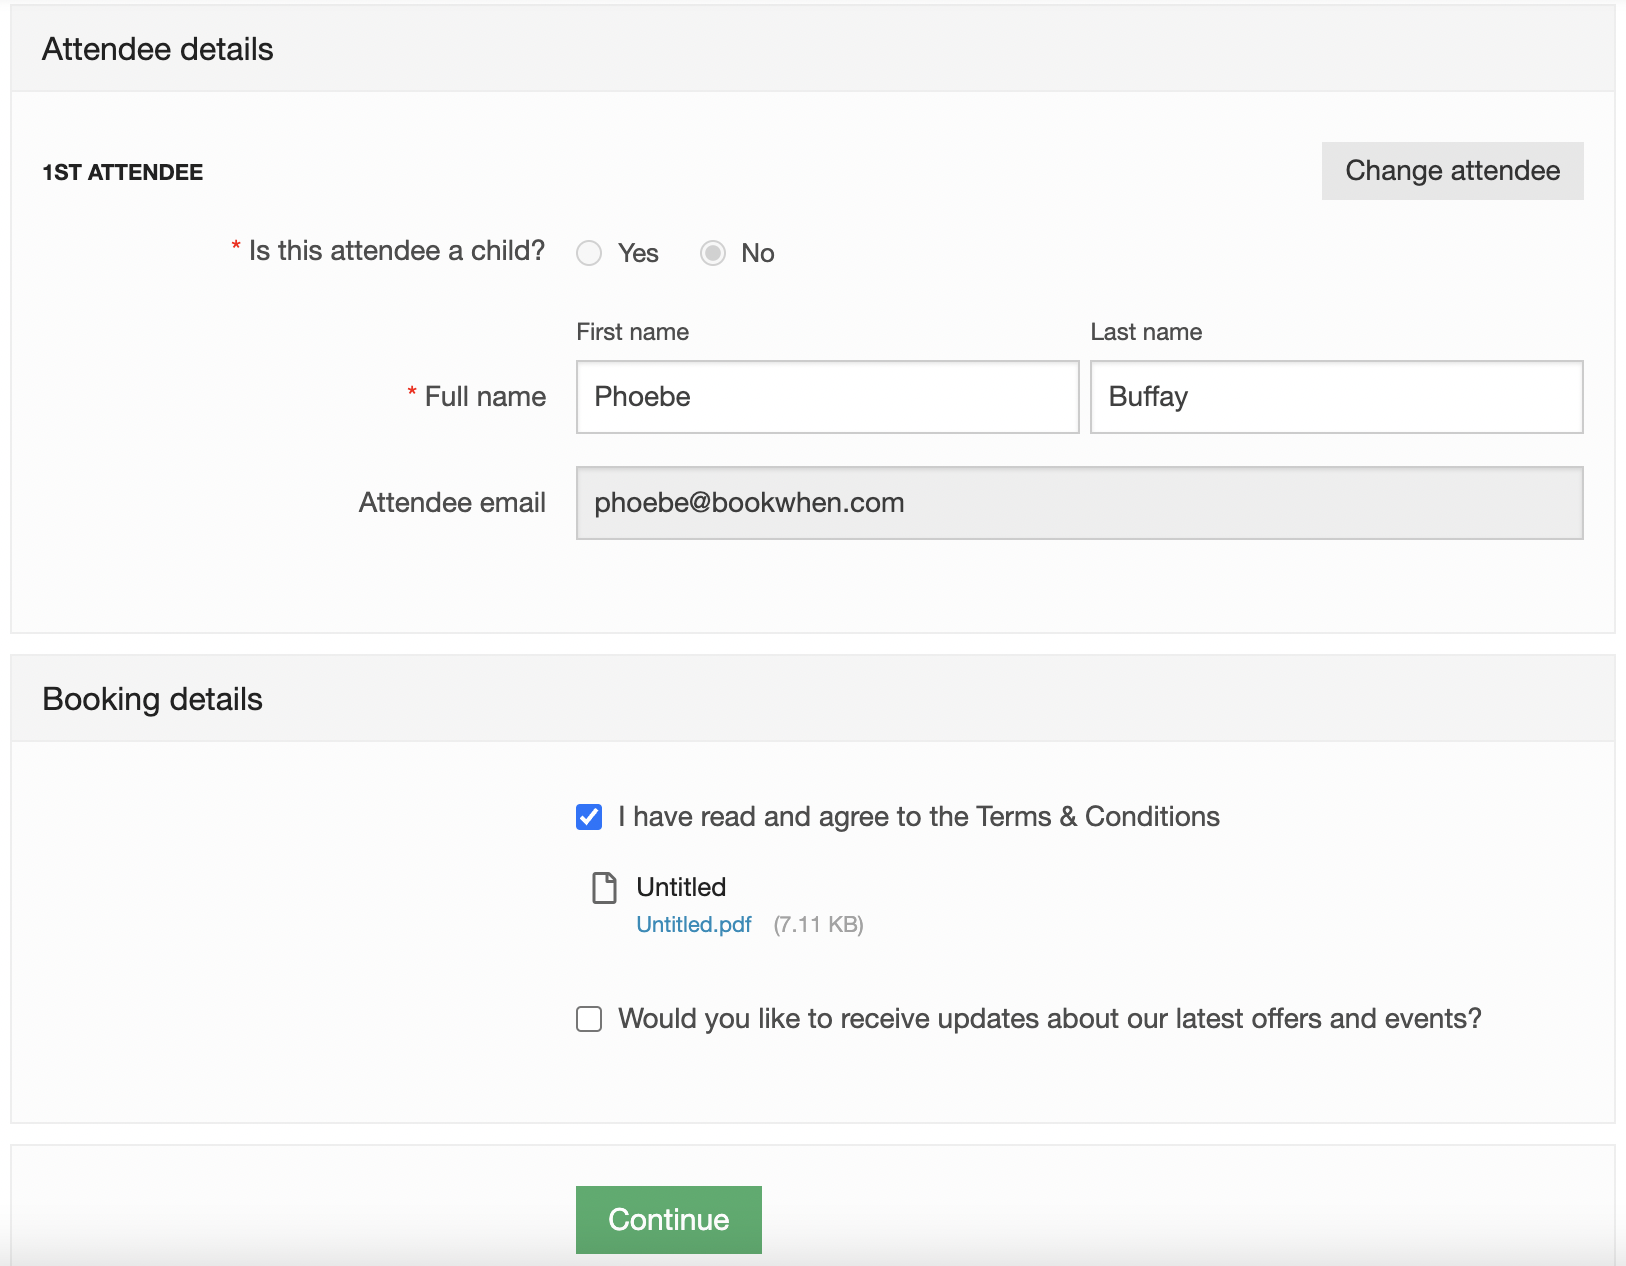 Attendee details
1ST ATTENDEE
Change attendee
* Is this attendee a child? Yes No
First name Last name
* Full name Phoebe Buffay
Attendee email phoebe@bookwhen.com
Booking details
I have read and agree to the Terms & Conditions
Untitled
Untitled.pdf (7.11 KB)
Would you like to receive updates about our latest offers and events?
Continue